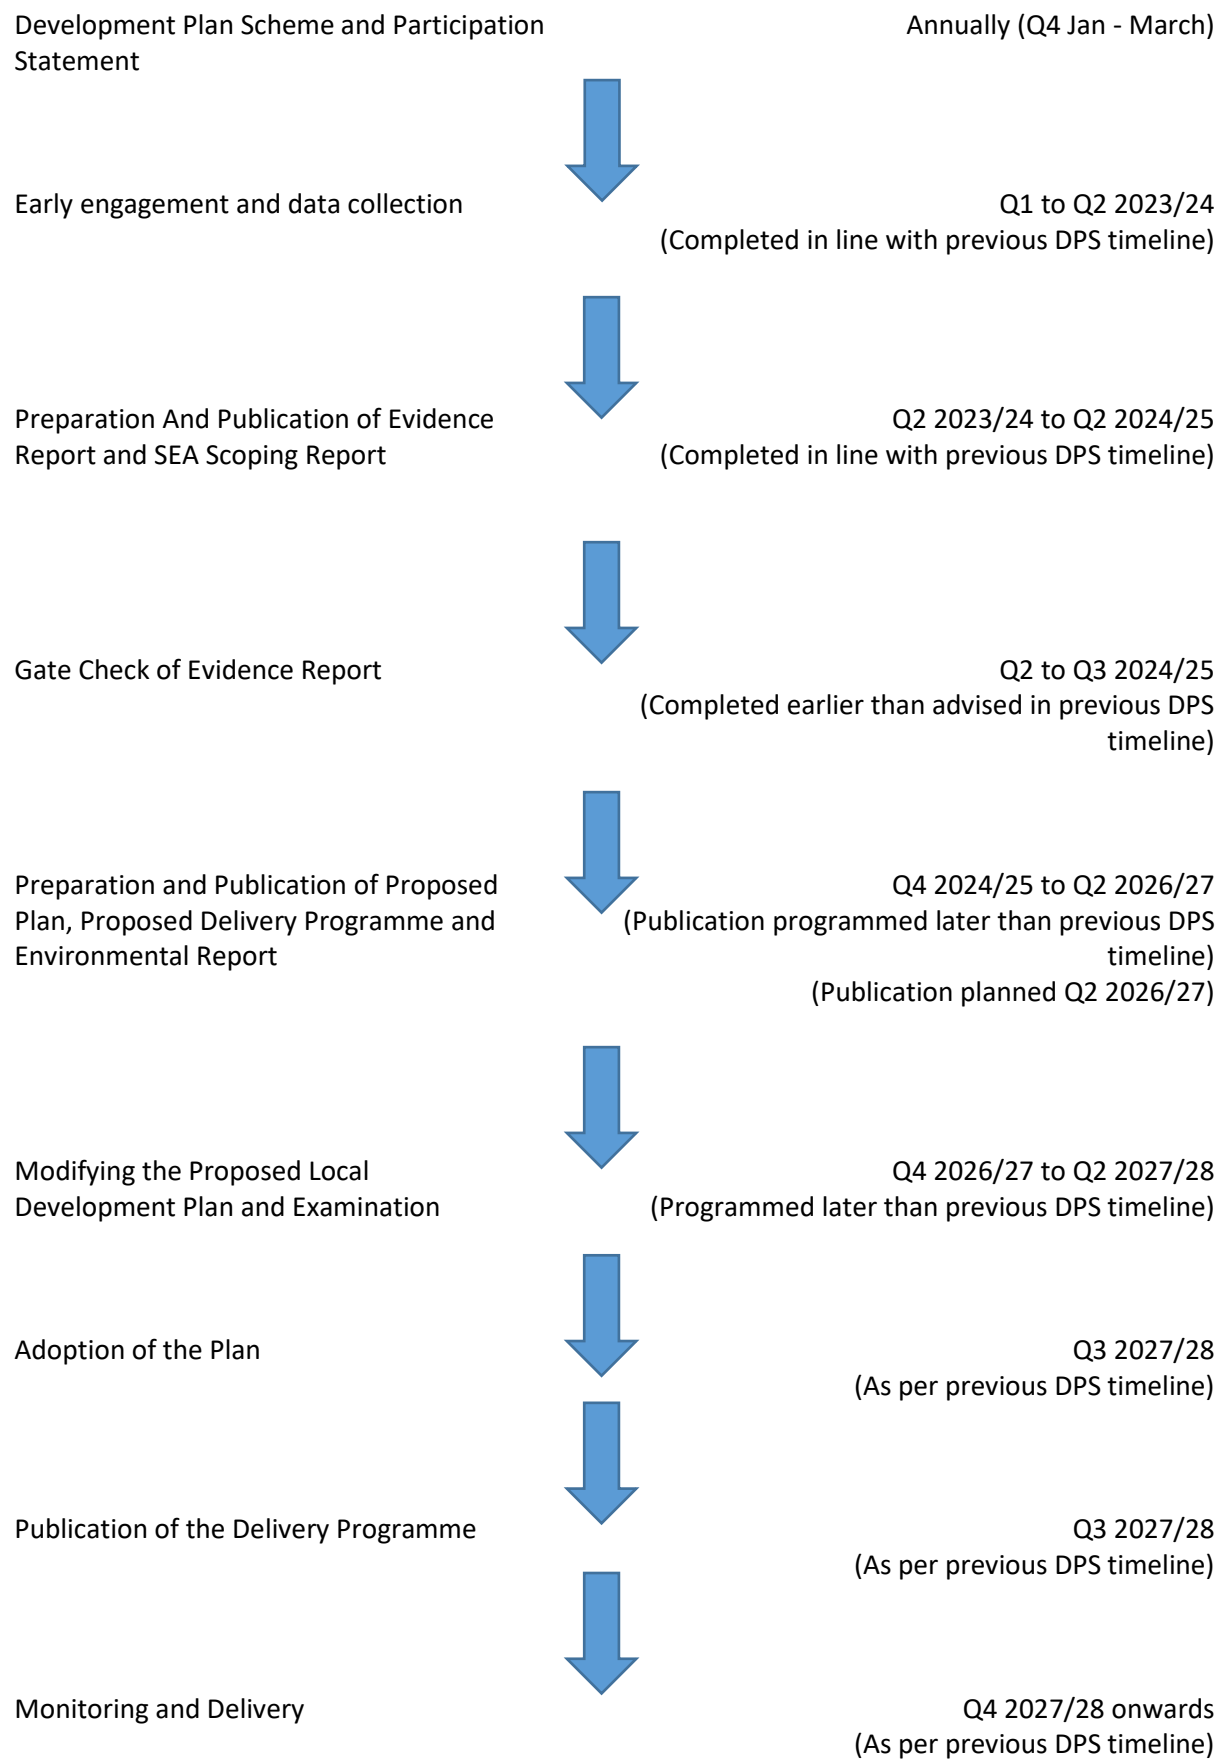 Development Plan Scheme and Participation
Statement
Annually (Q4 Jan - March)
Early engagement and data collection
Q1 to Q2 2023/24
(Completed in line with previous DPS timeline)
Preparation And Publication of Evidence
Report and SEA Scoping Report
Q2 2023/24 to Q2 2024/25
(Completed in line with previous DPS timeline)
Gate Check of Evidence Report
Q2 to Q3 2024/25
(Completed earlier than advised in previous DPS
timeline)
Preparation and Publication of Proposed
Plan, Proposed Delivery Programme and
Environmental Report
Q4 2024/25 to Q2 2026/27
(Publication programmed later than previous DPS
timeline)
(Publication planned Q2 2026/27)
Modifying the Proposed Local
Development Plan and Examination
Q4 2026/27 to Q2 2027/28
(Programmed later than previous DPS timeline)
Adoption of the Plan
Q3 2027/28
(As per previous DPS timeline)
Publication of the Delivery Programme
Q3 2027/28
(As per previous DPS timeline)
Monitoring and Delivery
Q4 2027/28 onwards
(As per previous DPS timeline)